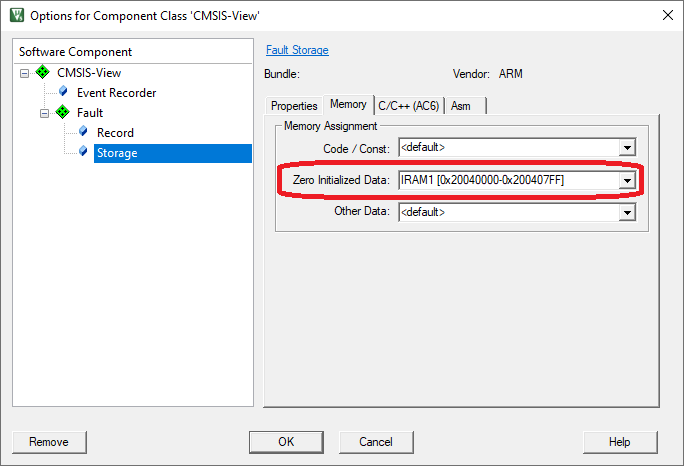 Options for Component Class 'CMSIS-View'
Software Component
CMSIS-View
Event Recorder
Fault
Record
Storage
Fault Storage
Bundle: Vendor: ARM
Properties Memory C/C++ (AC6) Asm
Memory Assignment
Code / Const: <default>
Zero Initialized Data: IRAM1 [0x20040000-0x200407FF]
Other Data: <default>
Remove OK Cancel Help